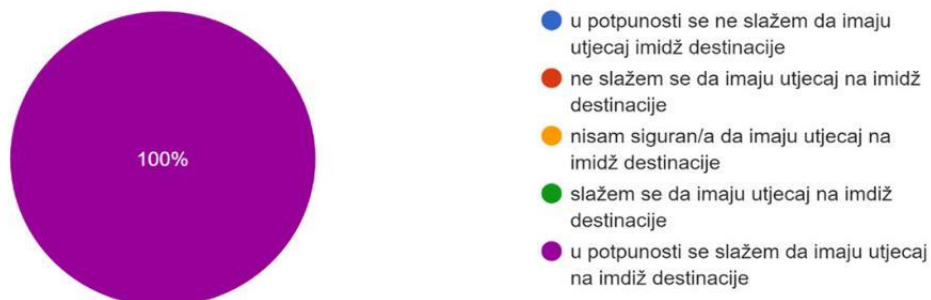 100%
u potpunosti se ne slažem da imaju
utjecaj imidž destinacije
ne slažem se da imaju utjecaj na imidž
destinacije
nisam siguran/a da imaju utjecaj na
imidž destinacije
slažem se da imaju utjecaj na imdiž
destinacije
u potpunosti se slažem da imaju utjecaj
na imdiž destinacije